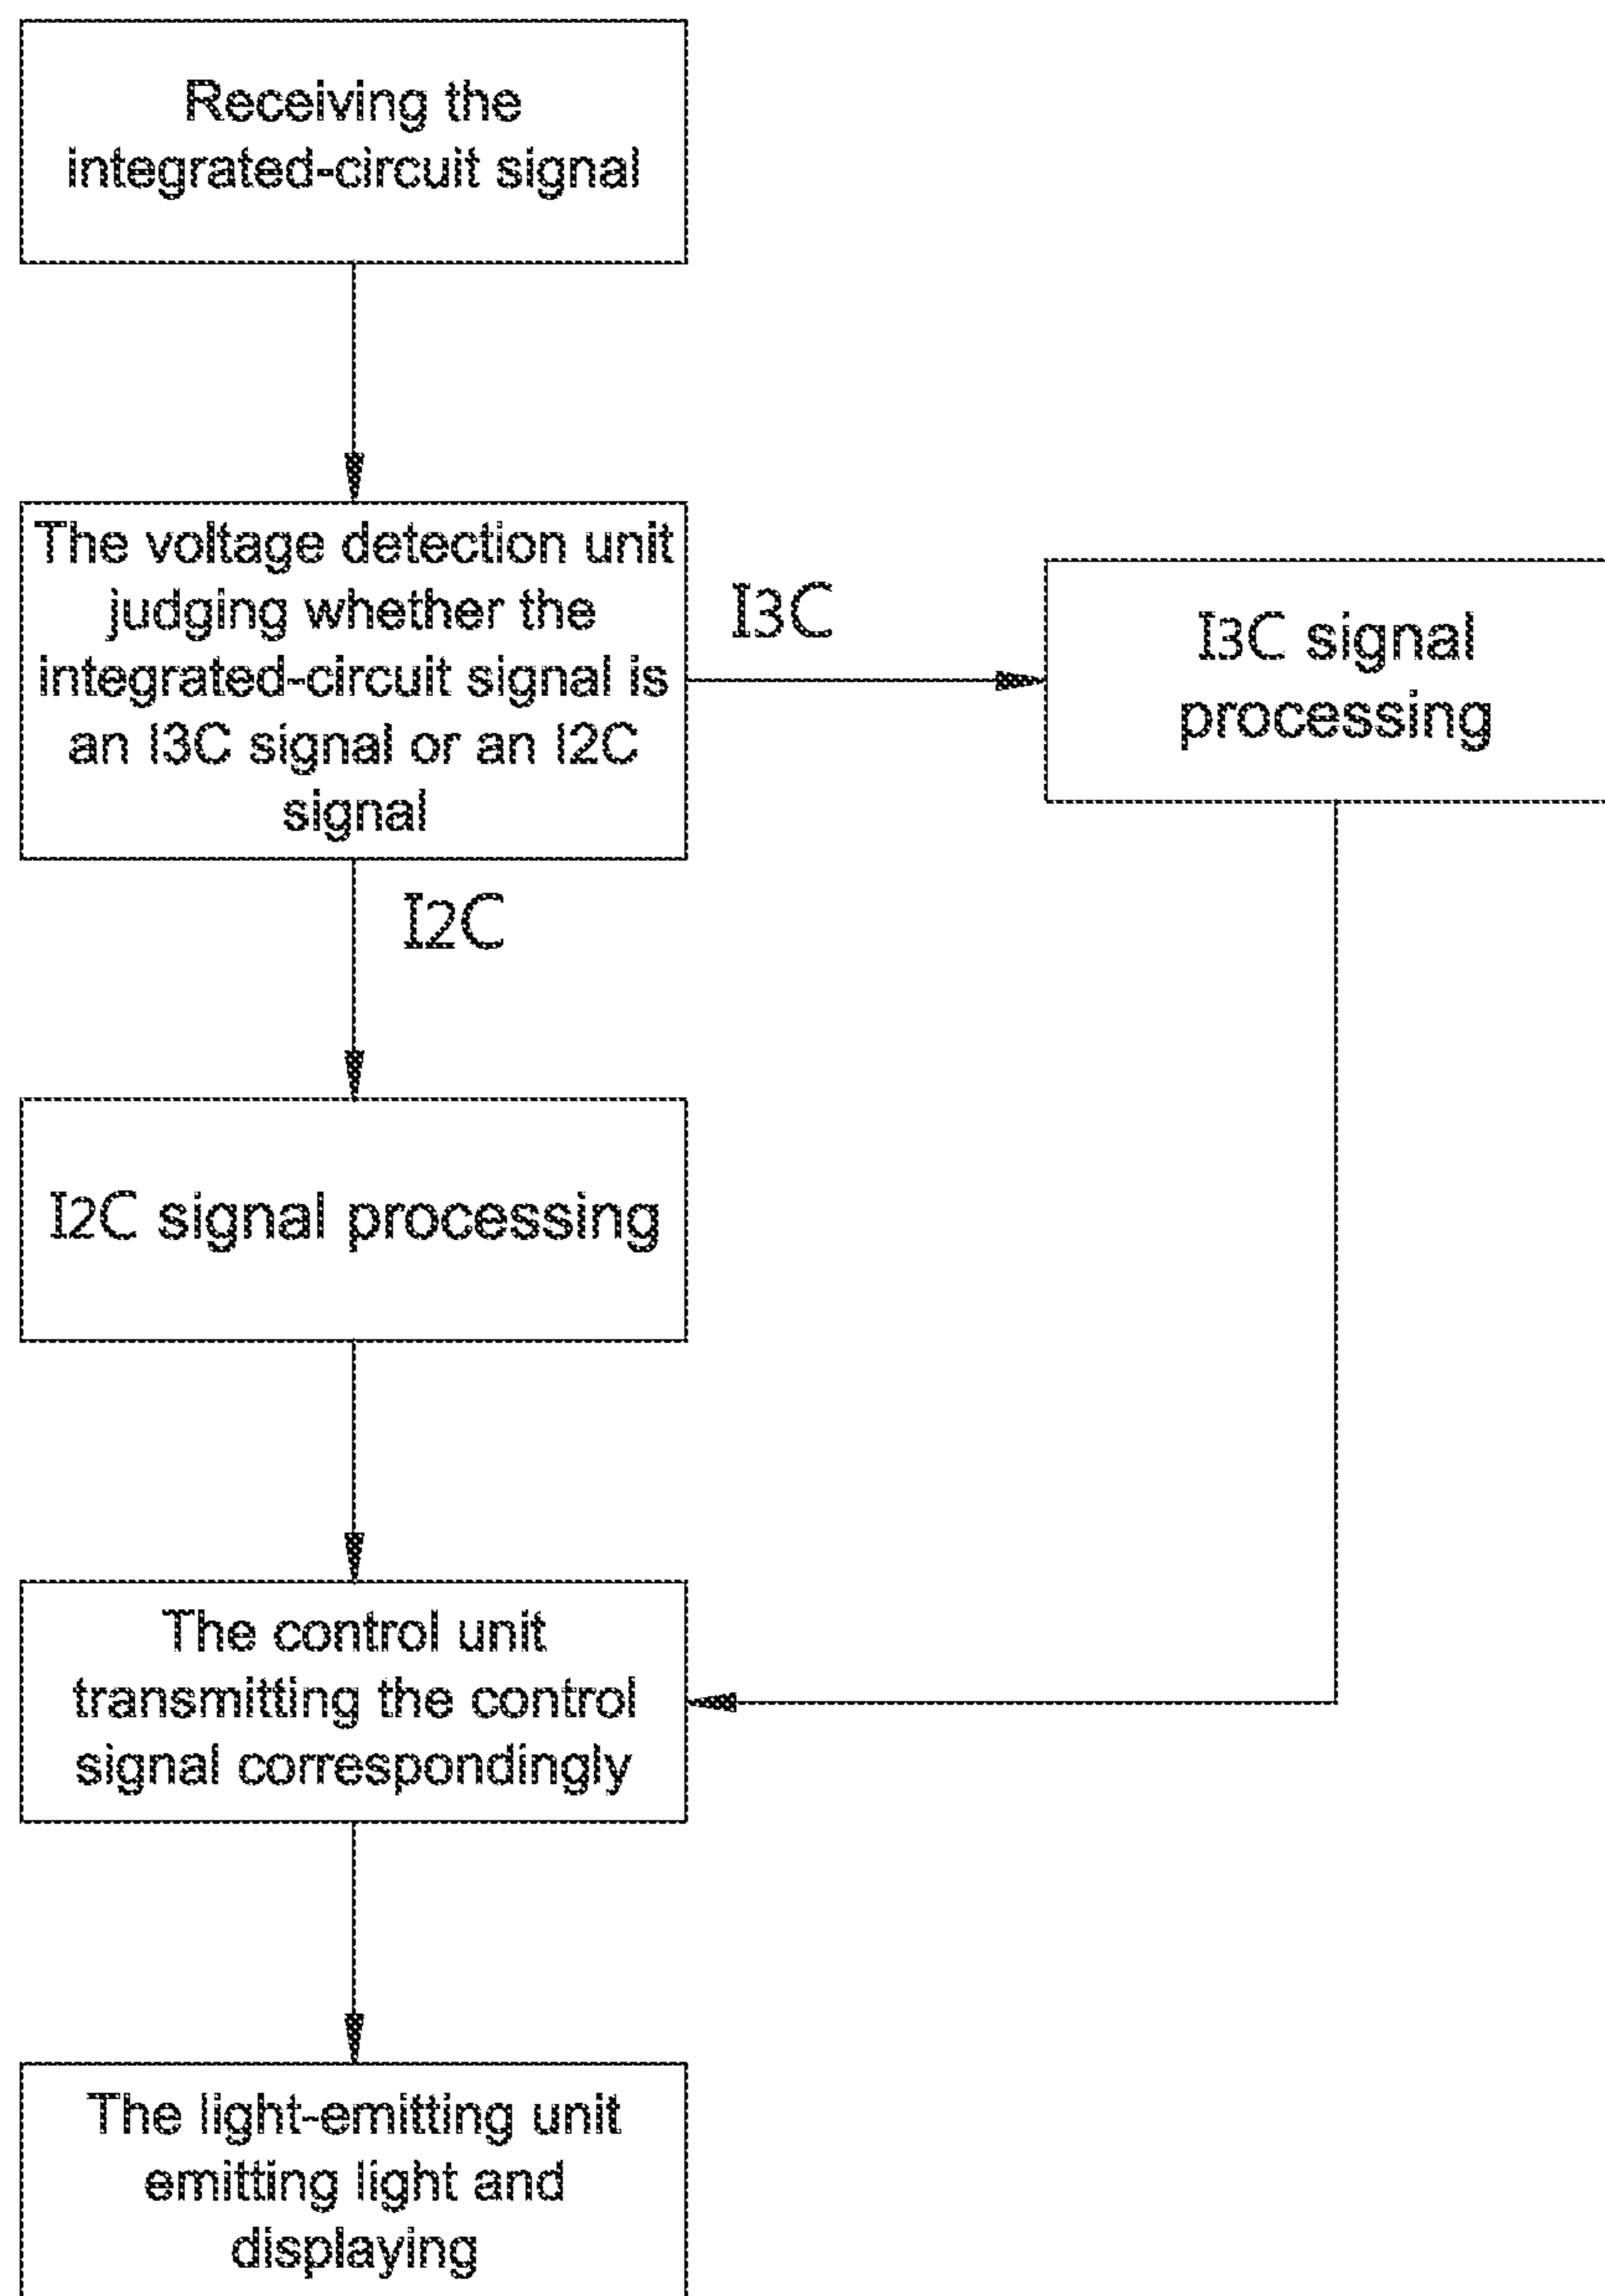 Receiving the
integrated-circuit signal
The voltage detection unit
judging whether the
integrated-circuit signal is
an I3C signal or an I2C
signal
I3C
I3C signal
processing
I2C
I2C signal processing
The control unit
transmitting the control
signal correspondingly
The light-emitting unit
emitting light and
displaying